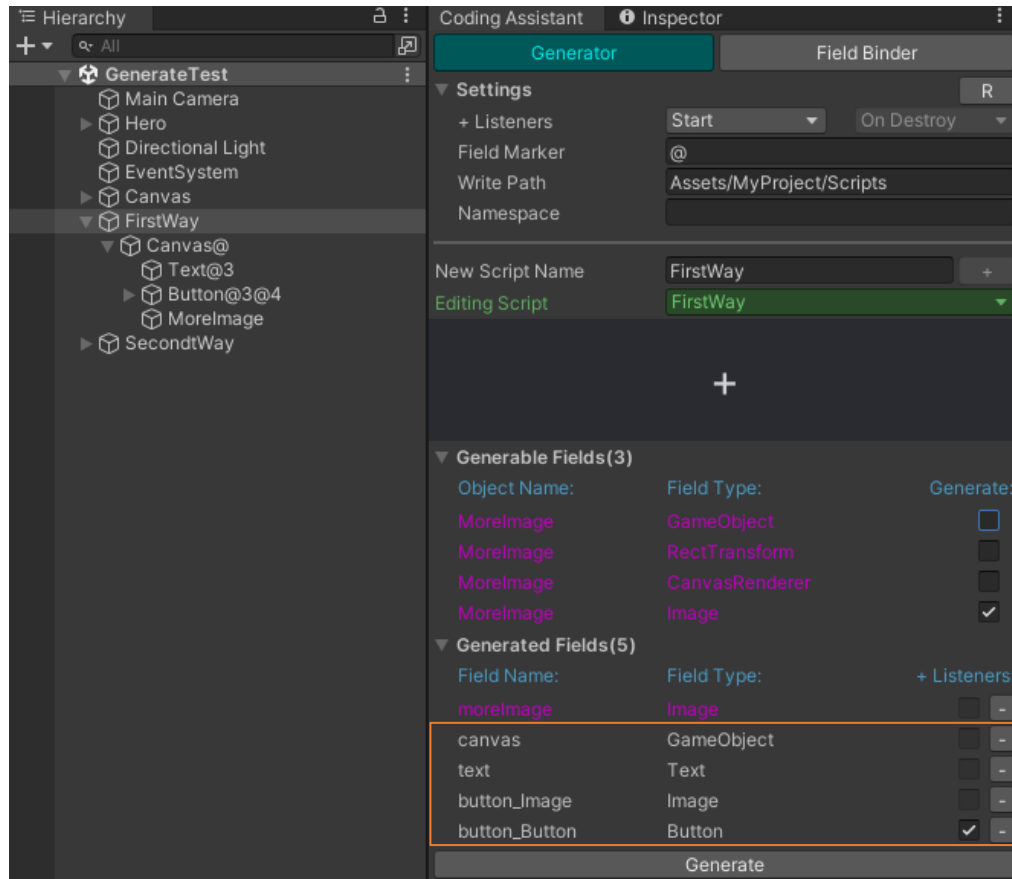 Hierarchy
All
GenerateTest
Main Camera
Hero
Directional Light
EventSystem
Canvas
FirstWay
Canvas@
Text@3
Button@3@4
MoreImage
SecondtWay
Coding Assistant Inspector
Generator Field Binder
Settings R
+ Listeners Start On Destroy
Field Marker @
Write Path Assets/MyProject/Scripts
Namespace
New Script Name FirstWay +
Editing Script FirstWay
+
Generable Fields(3)
Object Name: Field Type: Generate:
MoreImage GameObject
MoreImage RectTransform
MoreImage CanvasRenderer
MoreImage Image
Generated Fields(5)
Field Name: Field Type: + Listeners
moreImage Image -
canvas GameObject -
text Text -
button_Image Image -
button_Button Button -
Generate